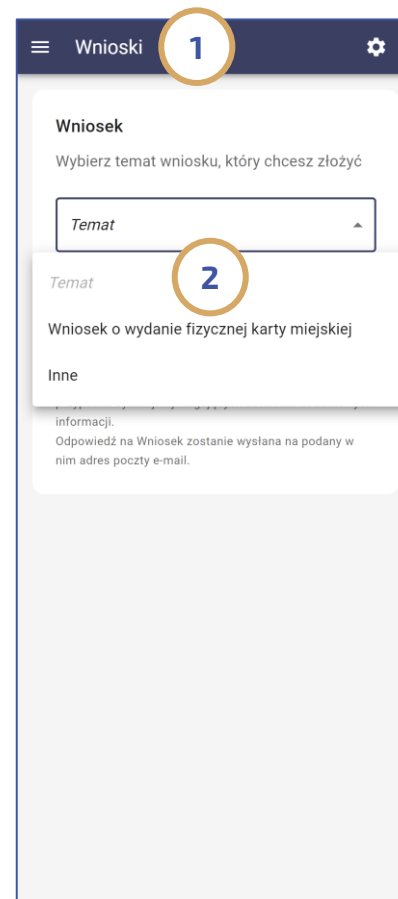 Wnioski
1
Wniosek
Wybierz temat wniosku, który chcesz złożyć
Temat
2
Temat
Wniosek o wydanie fizycznej karty miejskiej
Inne
informacji.
Odpowiedź na Wniosek zostanie wysłana na podany w
nim adres poczty e-mail.